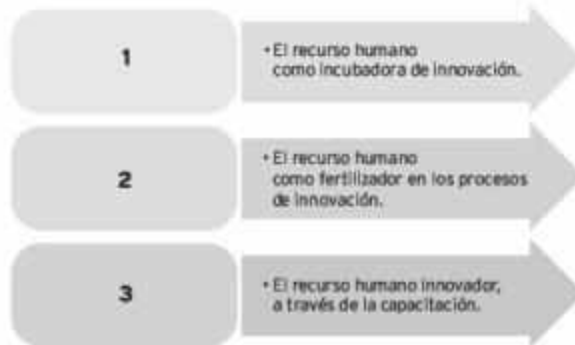 1
• El recurso humano
como incubadora de innovación.
2
• El recurso humano
como fertilizador en los procesos
de innovación.
3
• El recurso humano innovador,
a través de la capacitación.